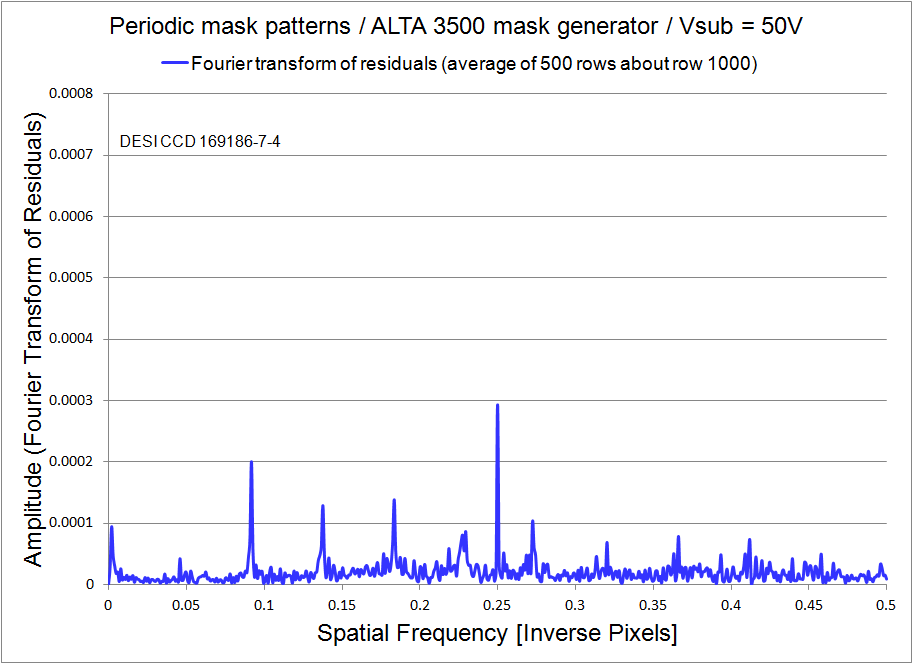 Periodic mask patterns / ALTA 3500 mask generator / Vsub = 50V
Fourier transform of residuals (average of 500 rows about row 1000)
0.0008
DESI CCD 169186-7-4
0.0007
0.0006
0.0005
0.0004
0.0003
0.0002
0.0001
0
Amplitude (Fourier Transform of Residuals)
0 0.05 0.1 0.15 0.2 0.25 0.3 0.35 0.4 0.45 0.5
Spatial Frequency [Inverse Pixels]